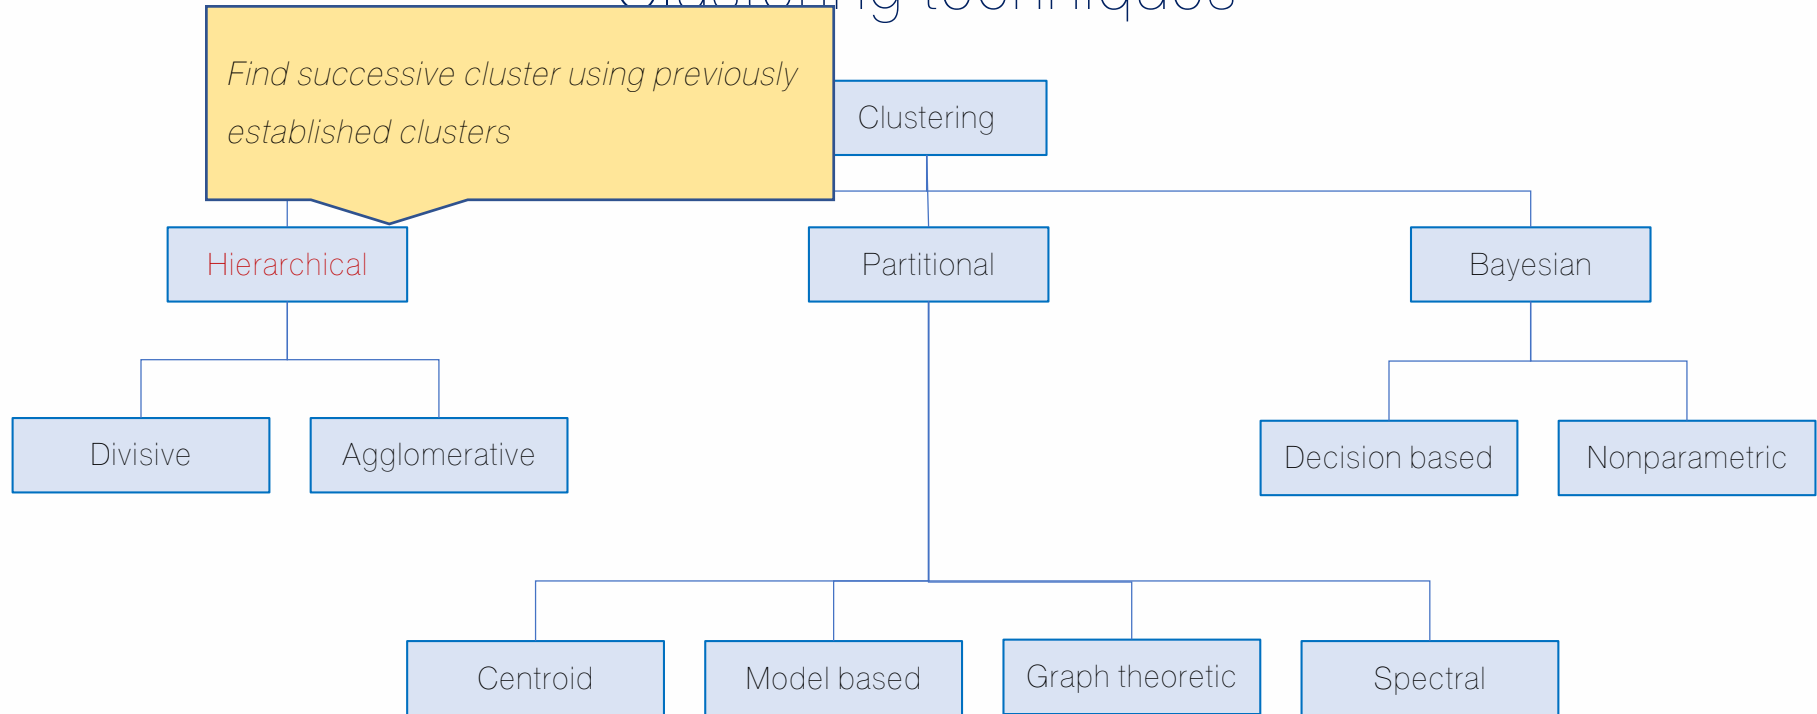 techniques
Find successive cluster using previously
established clusters
Clustering
Hierarchical
Partitional
Bayesian
Divisive
Agglomerative
Decision based
Nonparametric
Centroid
Model based
Graph theoretic
Spectral